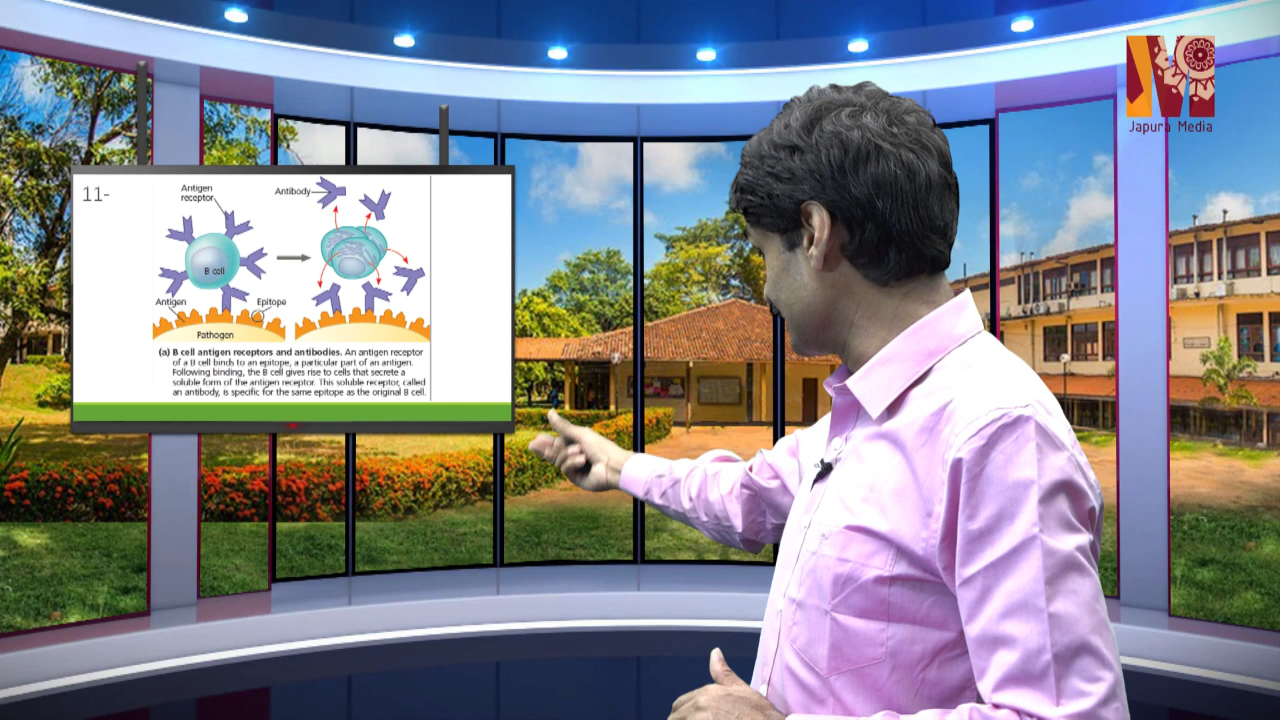 Japura Media
11-
Antigen
receptor
Antibody
B cell
Antigen
Epitope
Pathogen
(a) B cell antigen receptors and antibodies. An antigen receptor
of a B cell binds to an epitope, a particular part of an antigen.
Following binding, the B cell gives rise to cells that secrete a
soluble form of the antigen receptor. This soluble receptor, called
an antibody, is specific for the same epitope as the original B cell.